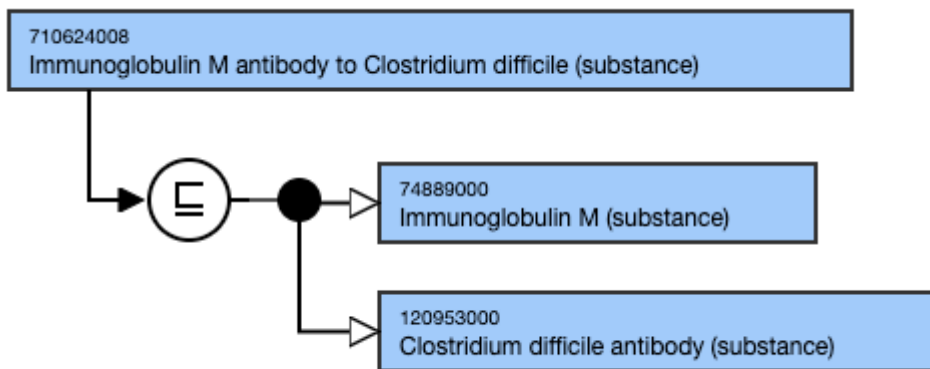 710624008
Immunoglobulin M antibody to Clostridium difficile (substance)
⊑
74889000
Immunoglobulin M (substance)
120953000
Clostridium difficile antibody (substance)